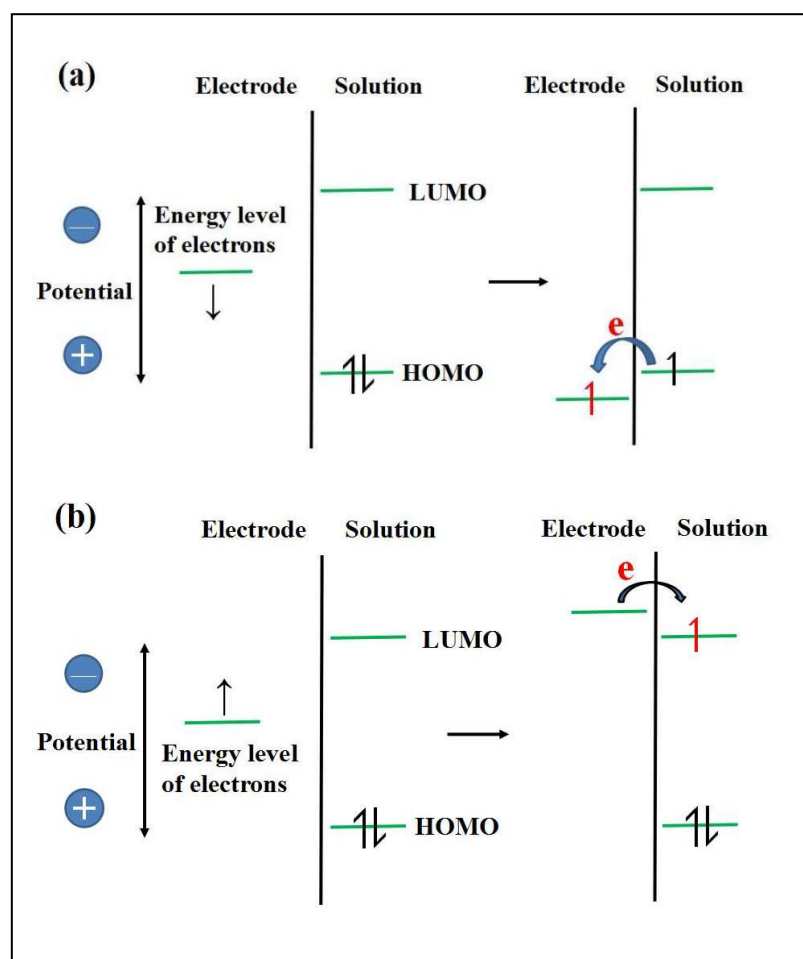 (a)
Electrode Solution Electrode Solution
LUMO
Energy level
of electrons
Potential
e
HOMO
(b)
Electrode Solution Electrode Solution
e
LUMO
Potential
Energy level
of electrons
HOMO